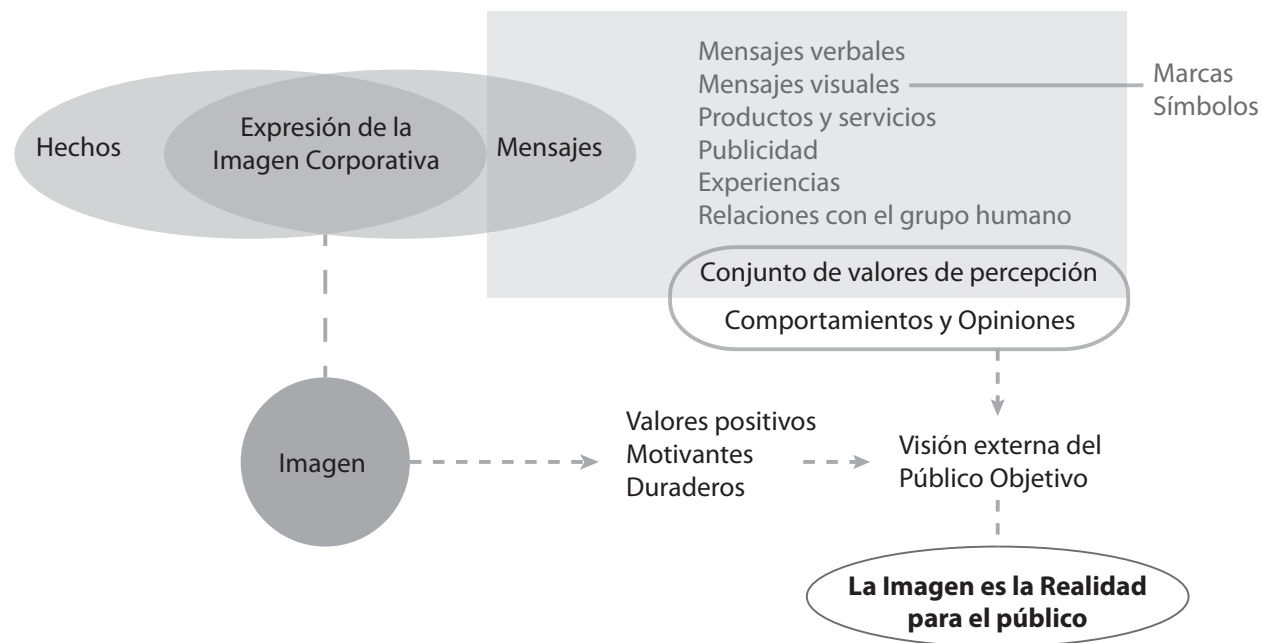 Mensajes verbales
Mensajes visuales
Productos y servicios
Publicidad
Experiencias
Relaciones con el grupo humano
Marcas
Símbolos
Hechos
Expresión de la
Imagen Corporativa
Mensajes
Conjunto de valores de percepción
Comportamientos y Opiniones
Imagen
Valores positivos
Motivantes
Duraderos
Visión externa del
Público Objetivo
La Imagen es la Realidad
para el público